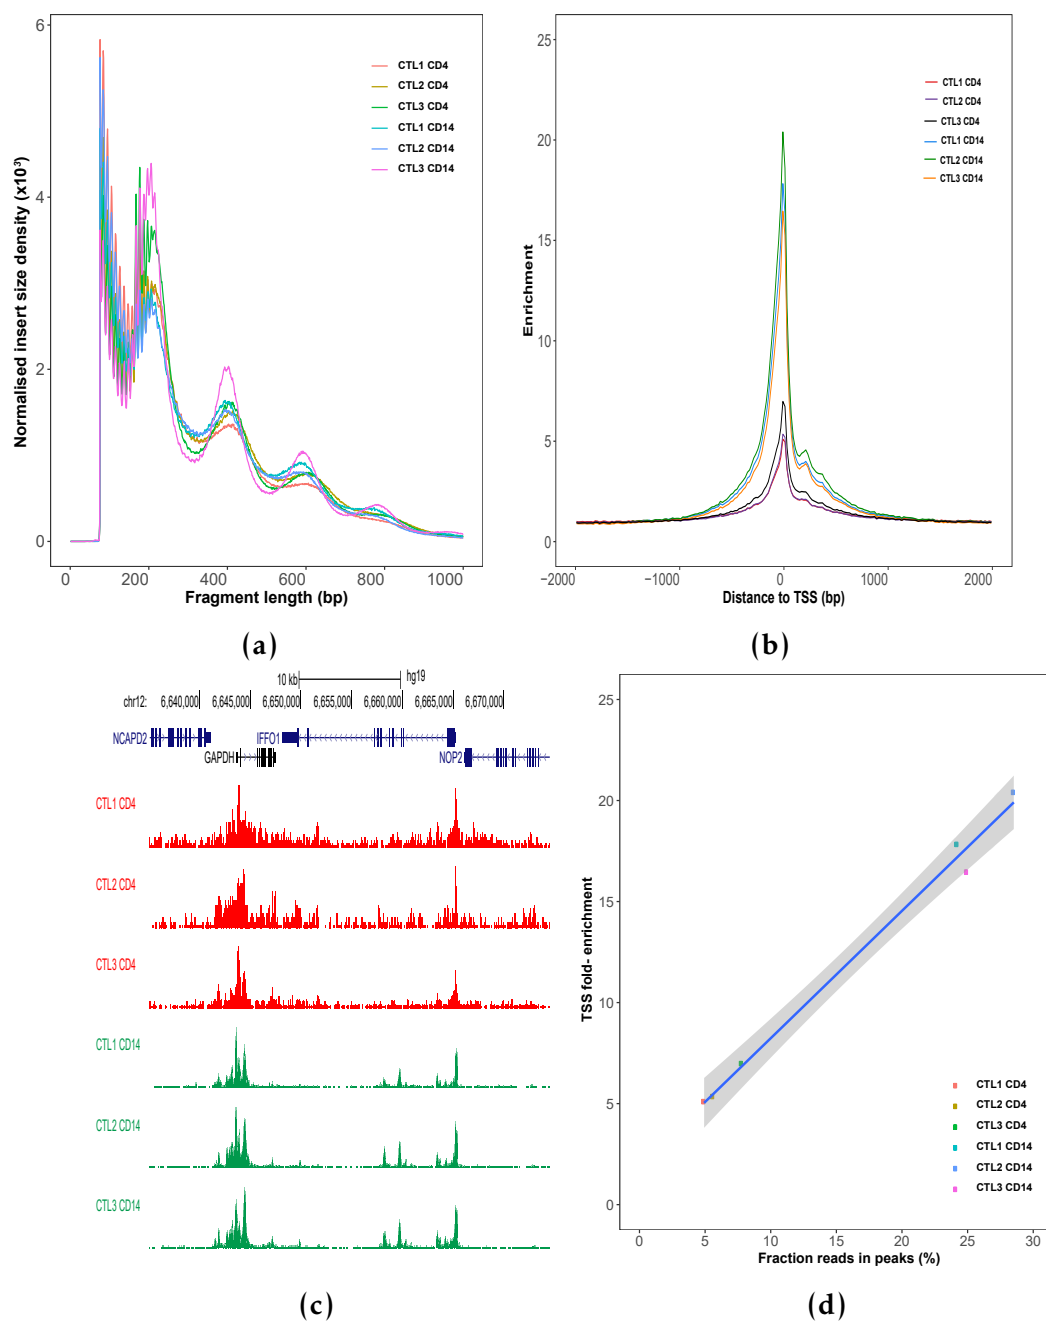 6
4
2
0
Normalised insert size density (x10³)
CTL1 CD4
CTL2 CD4
CTL3 CD4
CTL1 CD14
CTL2 CD14
CTL3 CD14
0 200 400 600 800 1000
Fragment length (bp)
(a)
25
20
15
10
5
0
Enrichment
CTL1 CD4
CTL2 CD4
CTL3 CD4
CTL1 CD14
CTL2 CD14
CTL3 CD14
−2000 −1000 0 1000 2000
Distance to TSS (bp)
(b)
10 kb hg19
chr12: 6,640,000 6,645,000 6,650,000 6,655,000 6,660,000 6,665,000 6,670,000
NCAPD2 IFFO1
GAPDH NOP2
CTL1 CD4
CTL2 CD4
CTL3 CD4
CTL1 CD14
CTL2 CD14
CTL3 CD14
(c)
25
20
15
10
5
0
TSS fold- enrichment
CTL1 CD4
CTL2 CD4
CTL3 CD4
CTL1 CD14
CTL2 CD14
CTL3 CD14
0 5 10 15 20 25 30
Fraction reads in peaks (%)
(d)